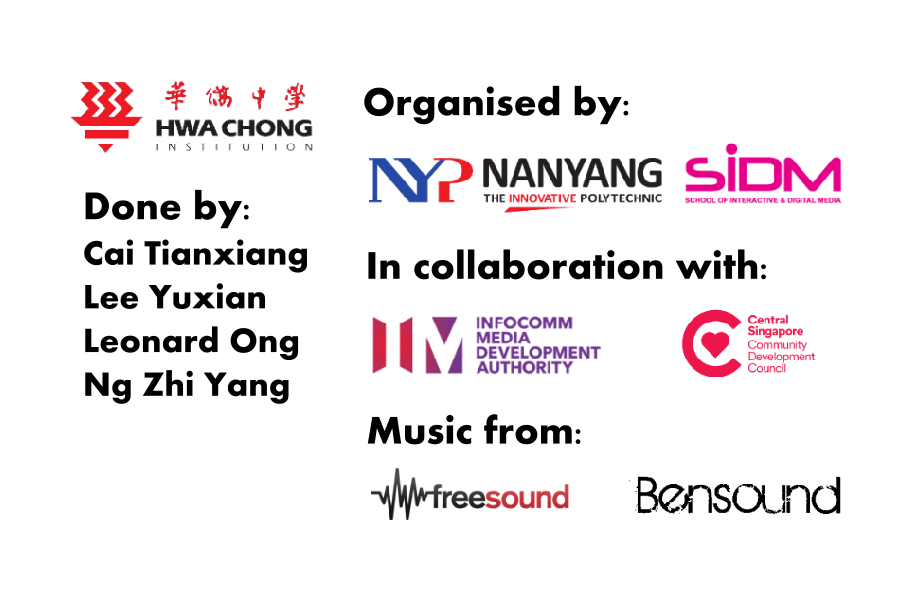 華僑中學
HWA CHONG
INSTITUTION
Done by:
Cai Tianxiang
Lee Yuxian
Leonard Ong
Ng Zhi Yang
Organised by:
NYP NANYANG
THE INNOVATIVE POLYTECHNIC
SiDM
SCHOOL OF INTERACTIVE & DIGITAL MEDIA
In collaboration with:
IM
INFOCOMM
MEDIA
DEVELOPMENT
AUTHORITY
Central
Singapore
Community
Development
Council
Music from:
freesound
Bensound